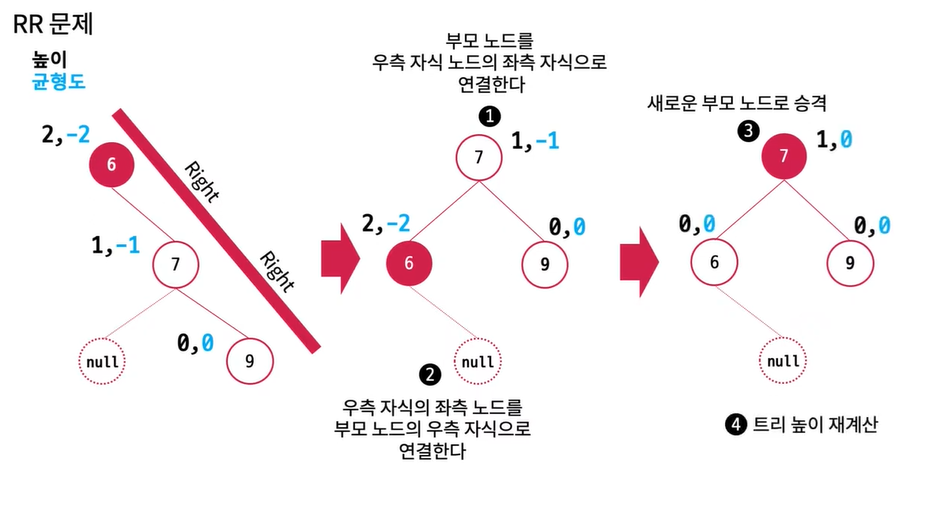 RR 문제
높이
균형도
2,-2
6
Right
Right
1,-1
7
null
0,0
9
부모 노드를
우측 자식 노드의 좌측 자식으로
연결한다
1
7
1,-1
2,-2
6
0,0
9
2
null
우측 자식의 좌측 노드를
부모 노드의 우측 자식으로
연결한다
새로운 부모 노드로 승격
3
7
1,0
0,0
6
0,0
9
null
4 트리 높이 재계산